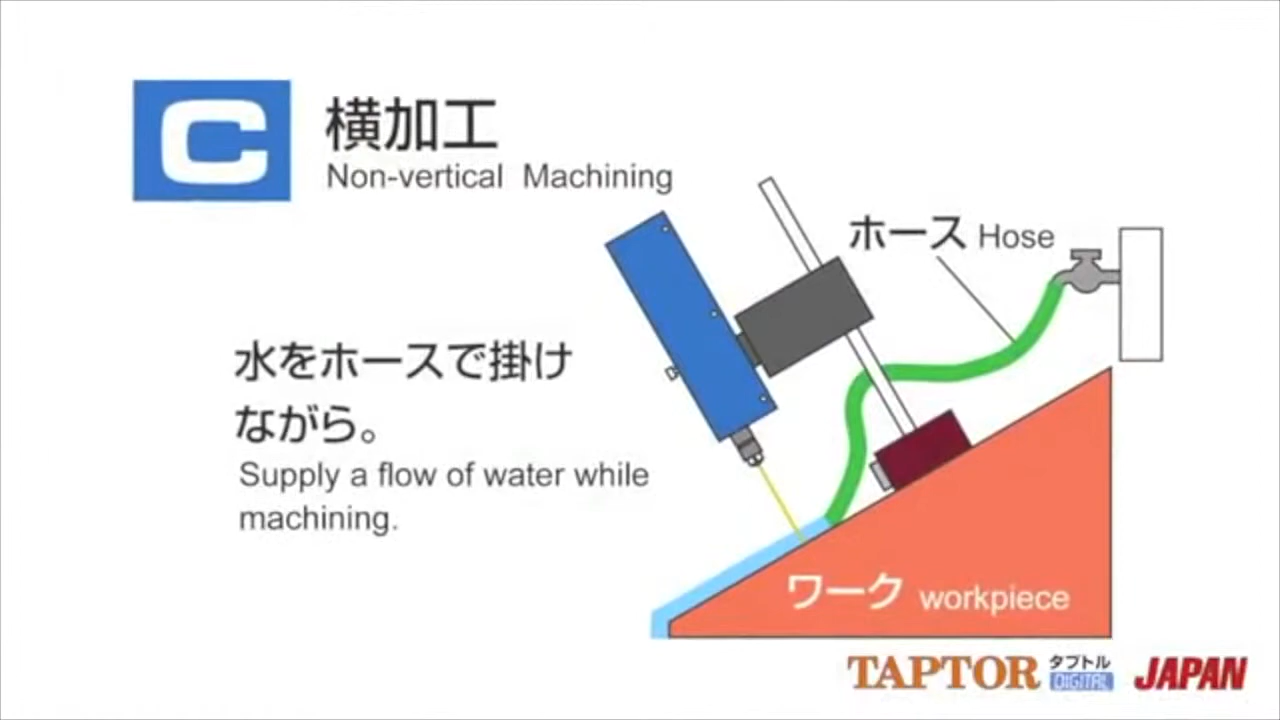 C
横加工
Non-vertical Machining
ホース Hose
水をホースで掛け
ながら。
Supply a flow of water while
machining.
ワーク workpiece
TAPTOR タプトル DIGITAL JAPAN